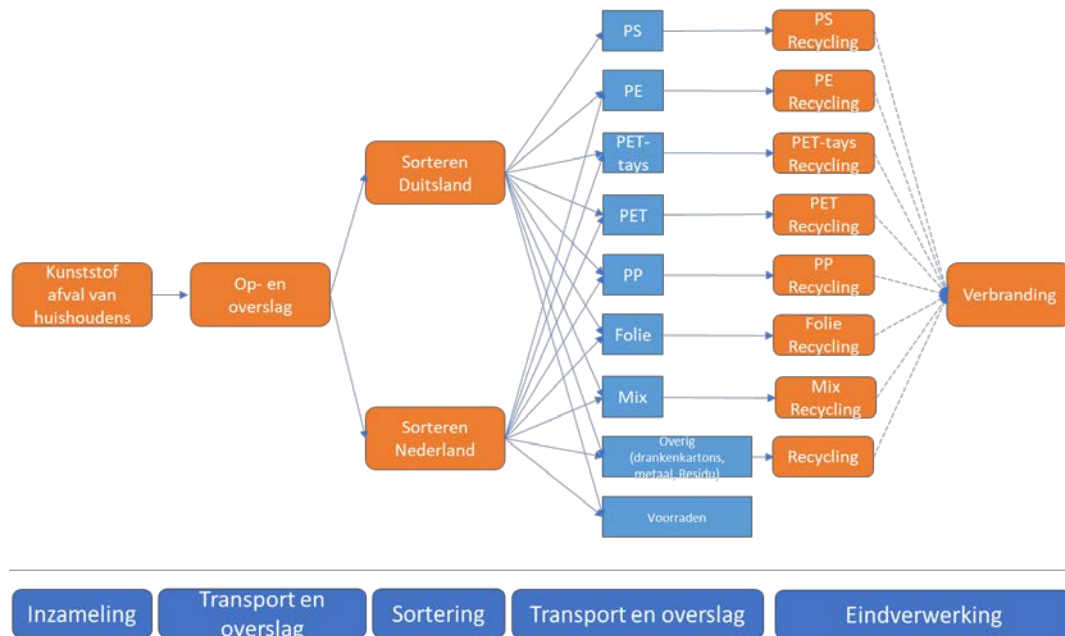 PS
PS
Recycling
PE
PE
Recycling
PET-
tays
PET-tays
Recycling
Sorteren
Duitsland
PET
PET
Recycling
Kunststof
afval van
huishoudens
Op- en
overslag
PP
PP
Recycling
Verbranding
Folie
Folie
Recycling
Mix
Mix
Recycling
Sorteren
Nederland
Overig
(drankenkartons,
metaal, Residu)
Recycling
Voorraden
Inzameling
Transport en
overslag
Sortering
Transport en overslag
Eindverwerking